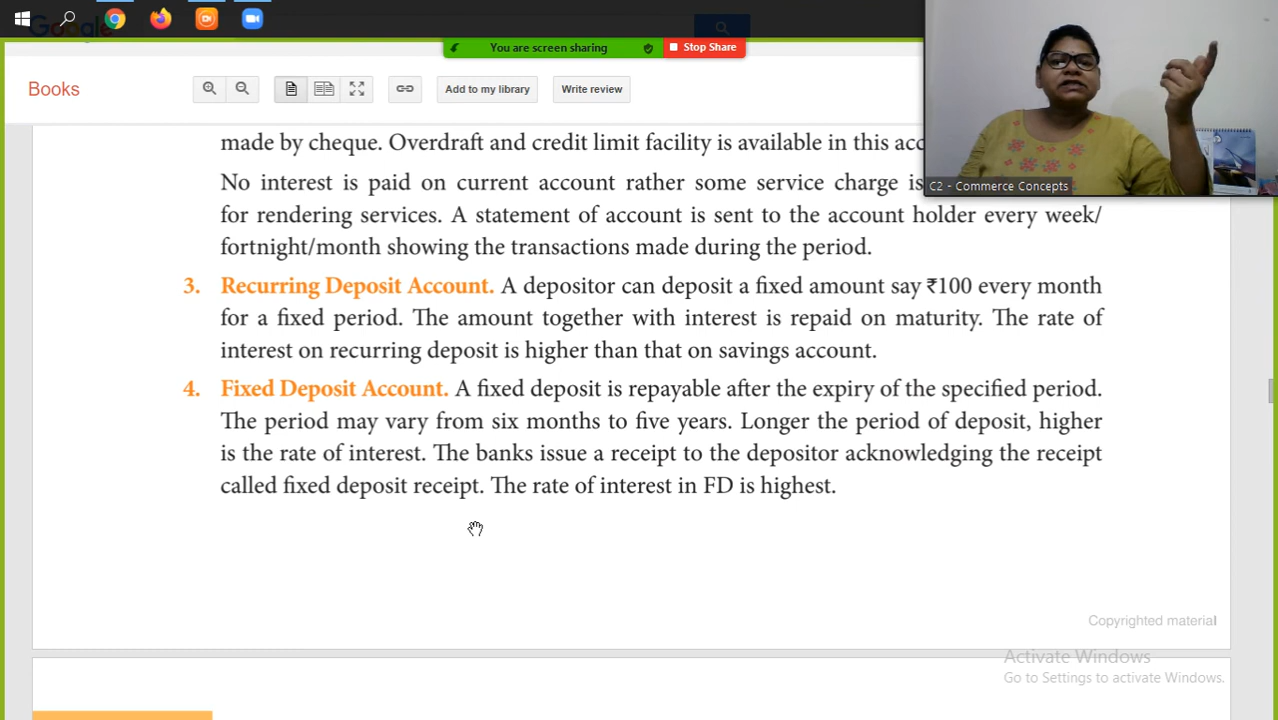 Google
You are screen sharing
Stop Share
Books
Add to my library
Write review
made by cheque. Overdraft and credit limit facility is available in this acc
No interest is paid on current account rather some service charge is
for rendering services. A statement of account is sent to the account holder every week/
fortnight/month showing the transactions made during the period.
C2 - Commerce Concepts
3. Recurring Deposit Account. A depositor can deposit a fixed amount say ₹100 every month
for a fixed period. The amount together with interest is repaid on maturity. The rate of
interest on recurring deposit is higher than that on savings account.
4. Fixed Deposit Account. A fixed deposit is repayable after the expiry of the specified period.
The period may vary from six months to five years. Longer the period of deposit, higher
is the rate of interest. The banks issue a receipt to the depositor acknowledging the receipt
called fixed deposit receipt. The rate of interest in FD is highest.
Copyrighted material
Activate Windows
Go to Settings to activate Windows.